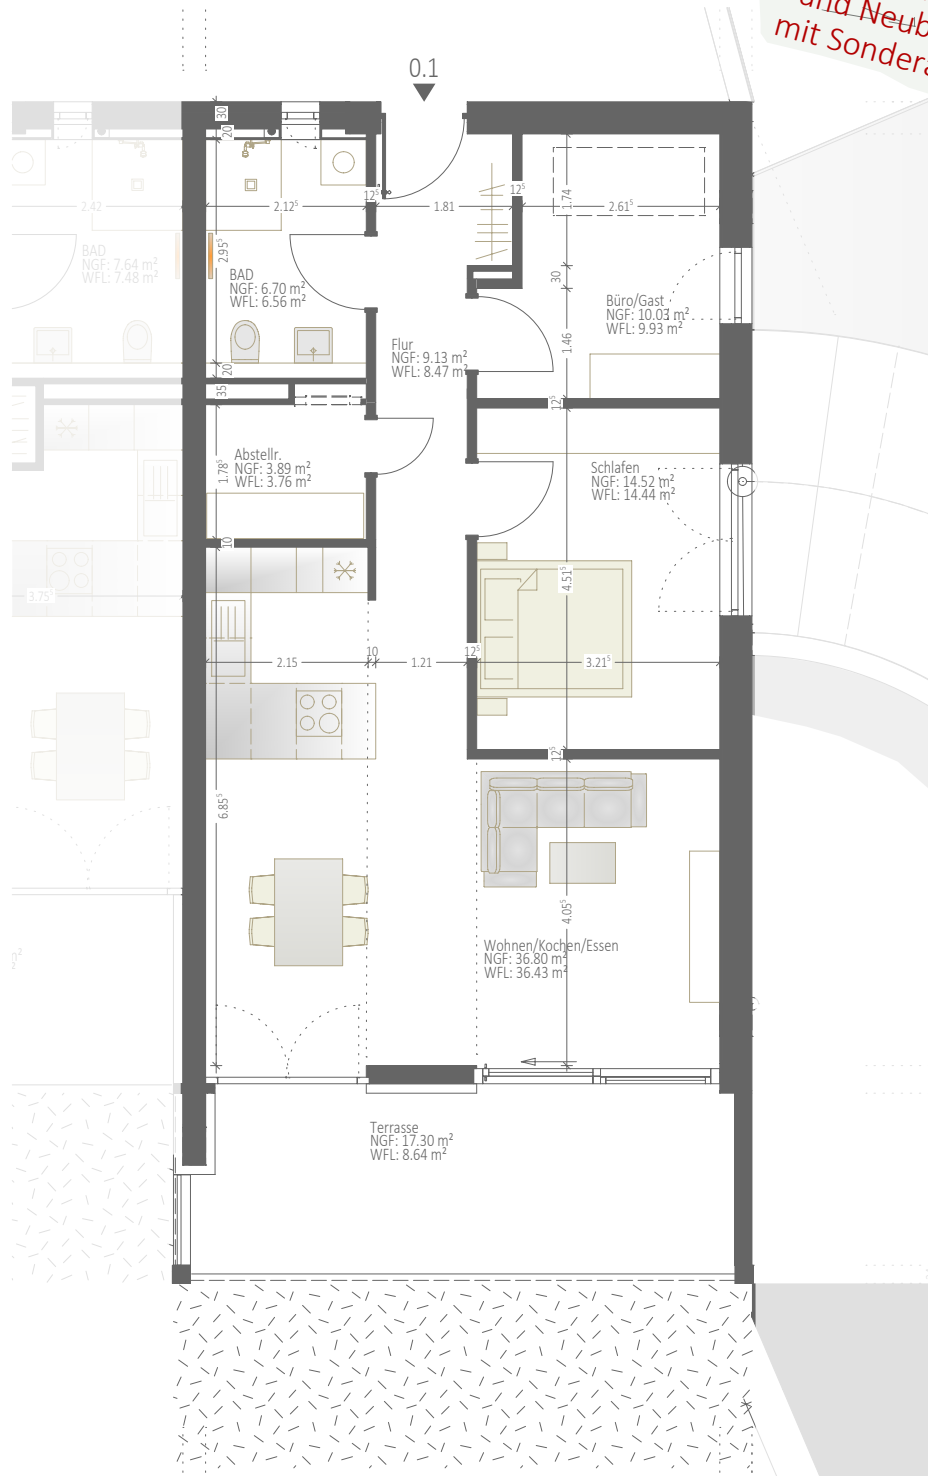 und Neub
mit Sondera
0.1
30
20
12⁵
12⁵
1.74
2.42
2.12⁵
1.81
2.61⁵
2.95⁵
BAD
NGF: 7.64 m²
WFL: 7.48 m²
BAD
NGF: 6.70 m²
WFL: 6.56 m²
30
Büro/Gast
NGF: 10.03 m²
WFL: 9.93 m²
1.46
Flur
NGF: 9.13 m²
WFL: 8.47 m²
20
35
12⁵
Abstellr.
NGF: 3.89 m²
WFL: 3.76 m²
1.78⁵
Schlafen
NGF: 14.52 m²
WFL: 14.44 m²
10
4.51⁵
3.75⁵
2.15
10
1.21
12⁵
3.21⁵
12⁵
6.85⁵
4.05⁵
Wohnen/Kochen/Essen
NGF: 36.80 m²
WFL: 36.43 m²
m²
Terrasse
NGF: 17.30 m²
WFL: 8.64 m²